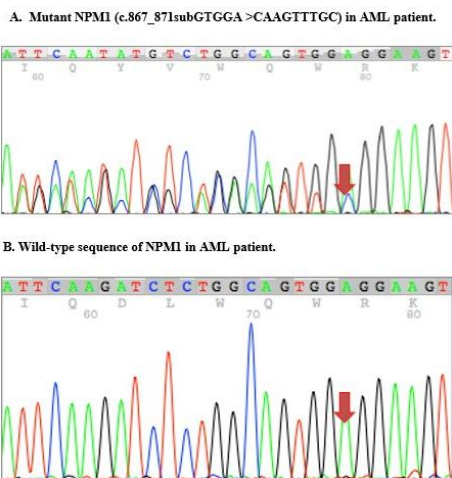 A. Mutant NPM1 (c.867_871subGTGGA >CAAGTTTGC) in AML patient.
A T T C A A T A T G T C T G G C A G T G G A G G A A G T
I Q Y V W Q W R K
60 70 80
B. Wild-type sequence of NPM1 in AML patient.
A T T C A A G A T C T C T G G C A G T G G A G G A A G T
I Q D L W Q W R K
60 70 80